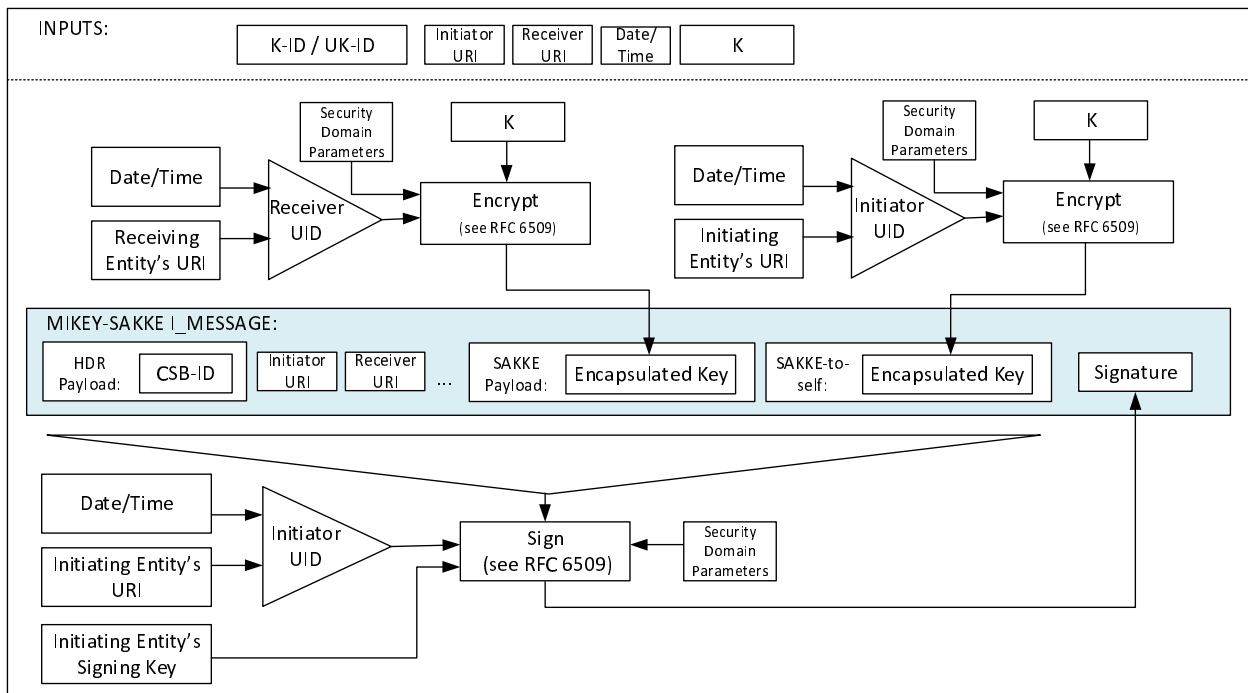 INPUTS:
K-ID / UK-ID
Initiator
URI
Receiver
URI
Date/
Time
K
Security
Domain
Parameters
K
Date/Time
Receiving
Entity's URI
Receiver
UID
Encrypt
(see RFC 6509)
Security
Domain
Parameters
K
Date/Time
Initiating
Entity's URI
Initiator
UID
Encrypt
(see RFC 6509)
MIKEY-SAKKE I_MESSAGE:
HDR
Payload:
CSB-ID
Initiator
URI
Receiver
URI
...
SAKKE
Payload:
Encapsulated Key
SAKKE-to-
self:
Encapsulated Key
Signature
Date/Time
Initiating Entity's
URI
Initiator
UID
Initiating Entity's
Signing Key
Sign
(see RFC 6509)
Security
Domain
Parameters